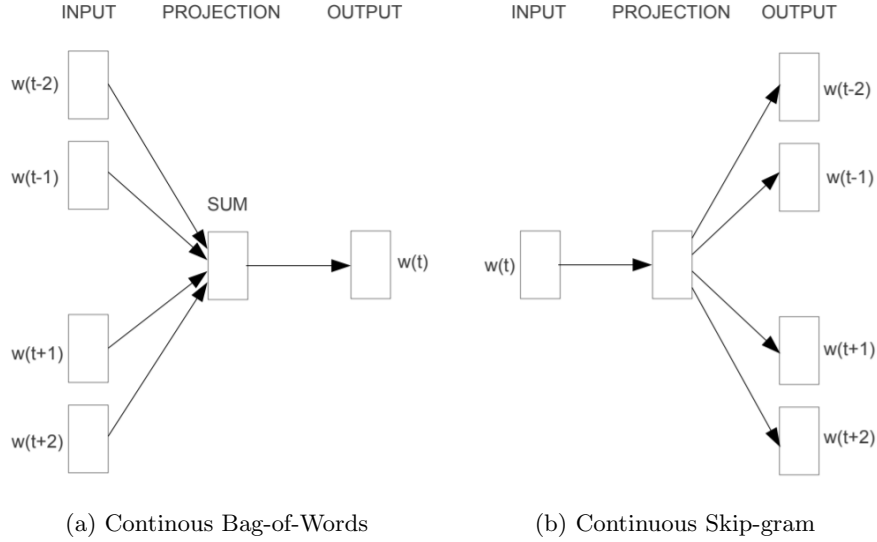 INPUT PROJECTION OUTPUT
w(t-2)
w(t-1)
SUM
w(t)
w(t+1)
w(t+2)
(a) Continous Bag-of-Words
INPUT PROJECTION OUTPUT
w(t-2)
w(t-1)
w(t)
w(t+1)
w(t+2)
(b) Continuous Skip-gram